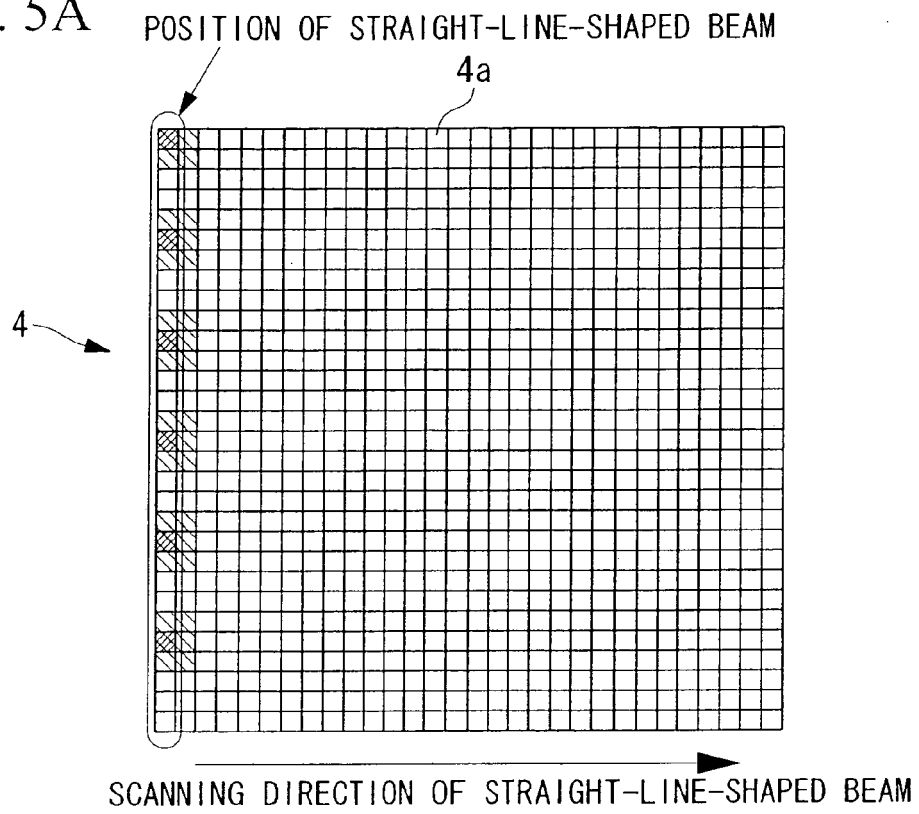 . 5A
POSITION OF STRAIGHT-LINE-SHAPED BEAM
4a
4
SCANNING DIRECTION OF STRAIGHT-LINE-SHAPED BEAM